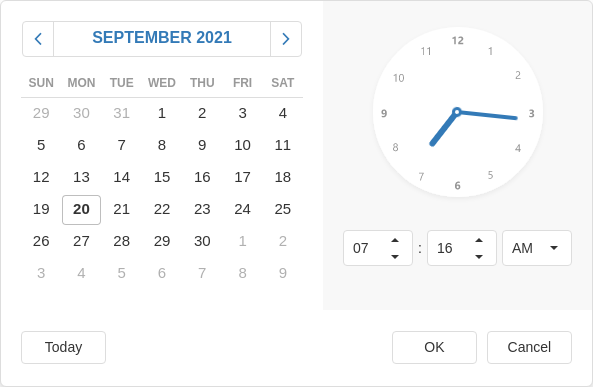 SEPTEMBER 2021
SUN MON TUE WED THU FRI SAT
29 30 31 1 2 3 4
5 6 7 8 9 10 11
12 13 14 15 16 17 18
19 20 21 22 23 24 25
26 27 28 29 30 1 2
3 4 5 6 7 8 9
12
11 1
10 2
9 3
8 4
7 5
6
07 : 16 AM
Today OK Cancel